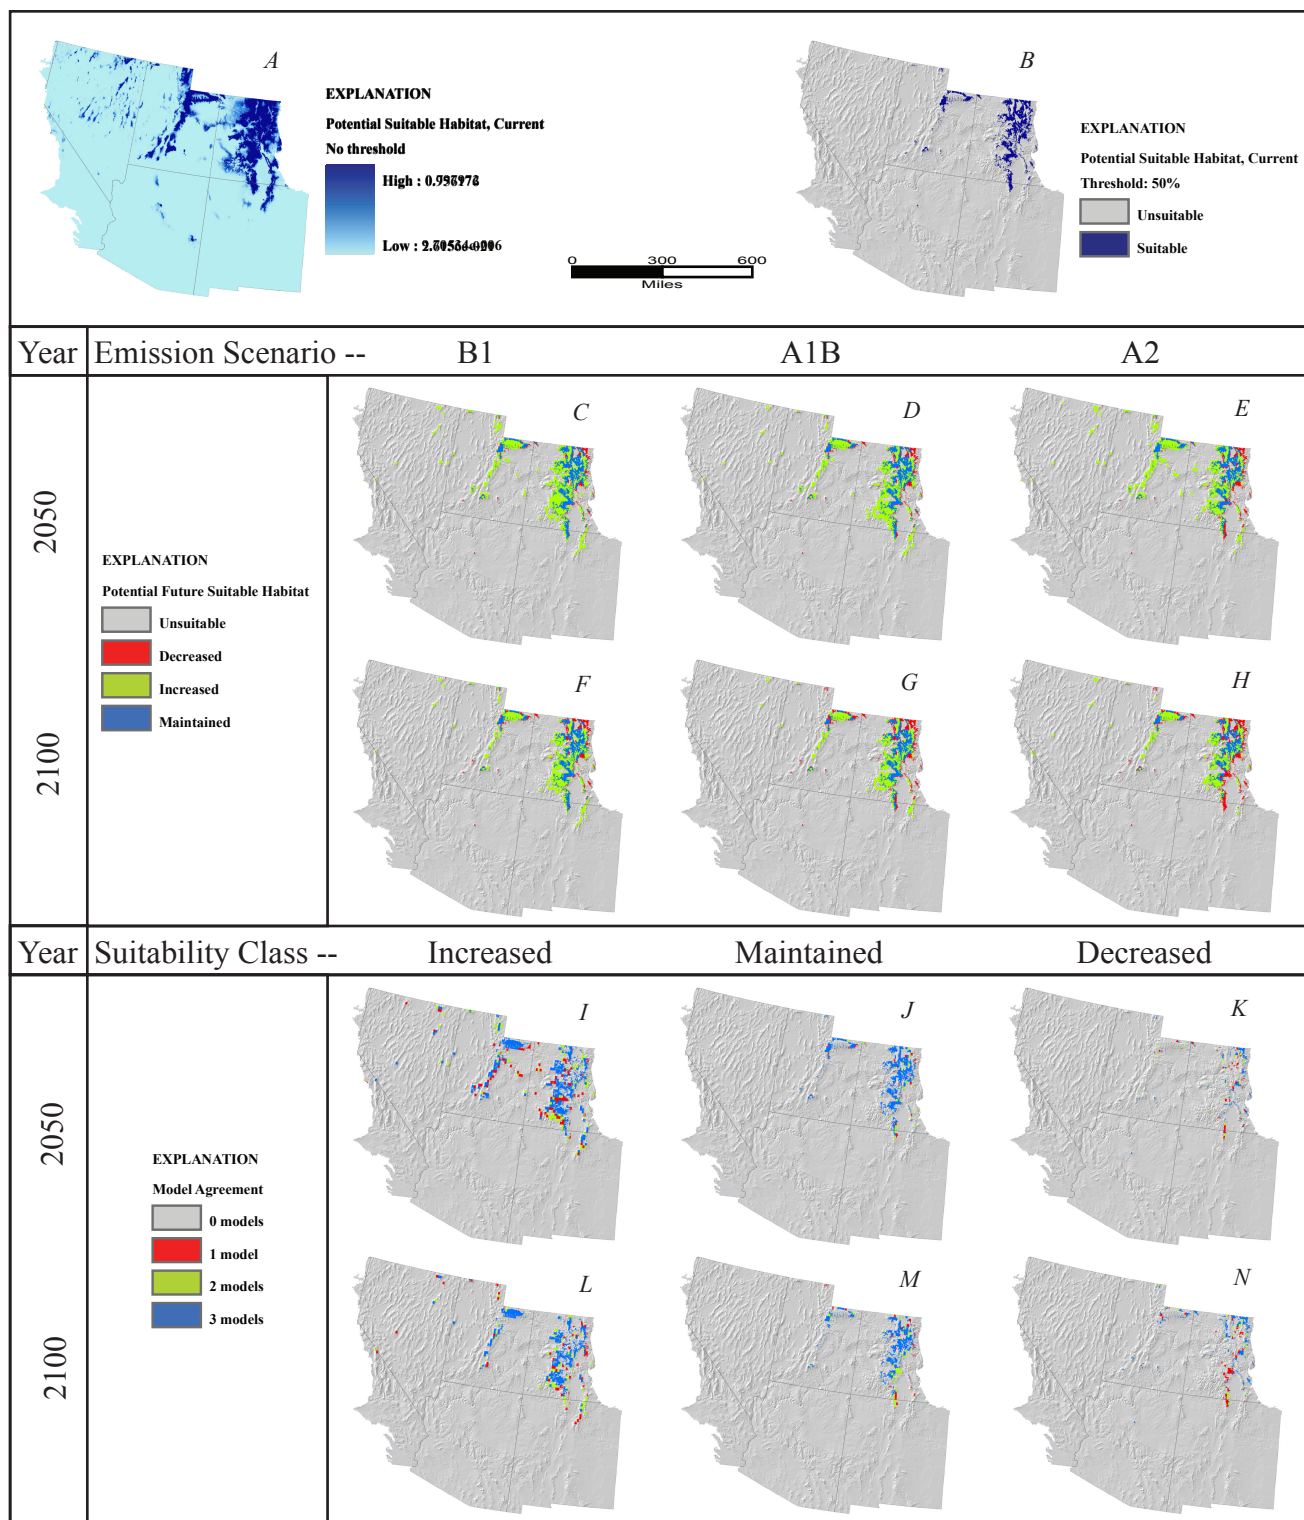 A
EXPLANATION
Potential Suitable Habitat, Current
No threshold
High :
Low :
0 300 600
Miles
B
EXPLANATION
Potential Suitable Habitat, Current
Threshold: 50%
Unsuitable
Suitable
Year Emission Scenario -- B1 A1B A2
2050
C D E
EXPLANATION
Potential Future Suitable Habitat
Unsuitable
Decreased
Increased
Maintained
2100
F G H
Year Suitability Class -- Increased Maintained Decreased
2050
I J K
EXPLANATION
Model Agreement
0 models
1 model
2 models
3 models
2100
L M N